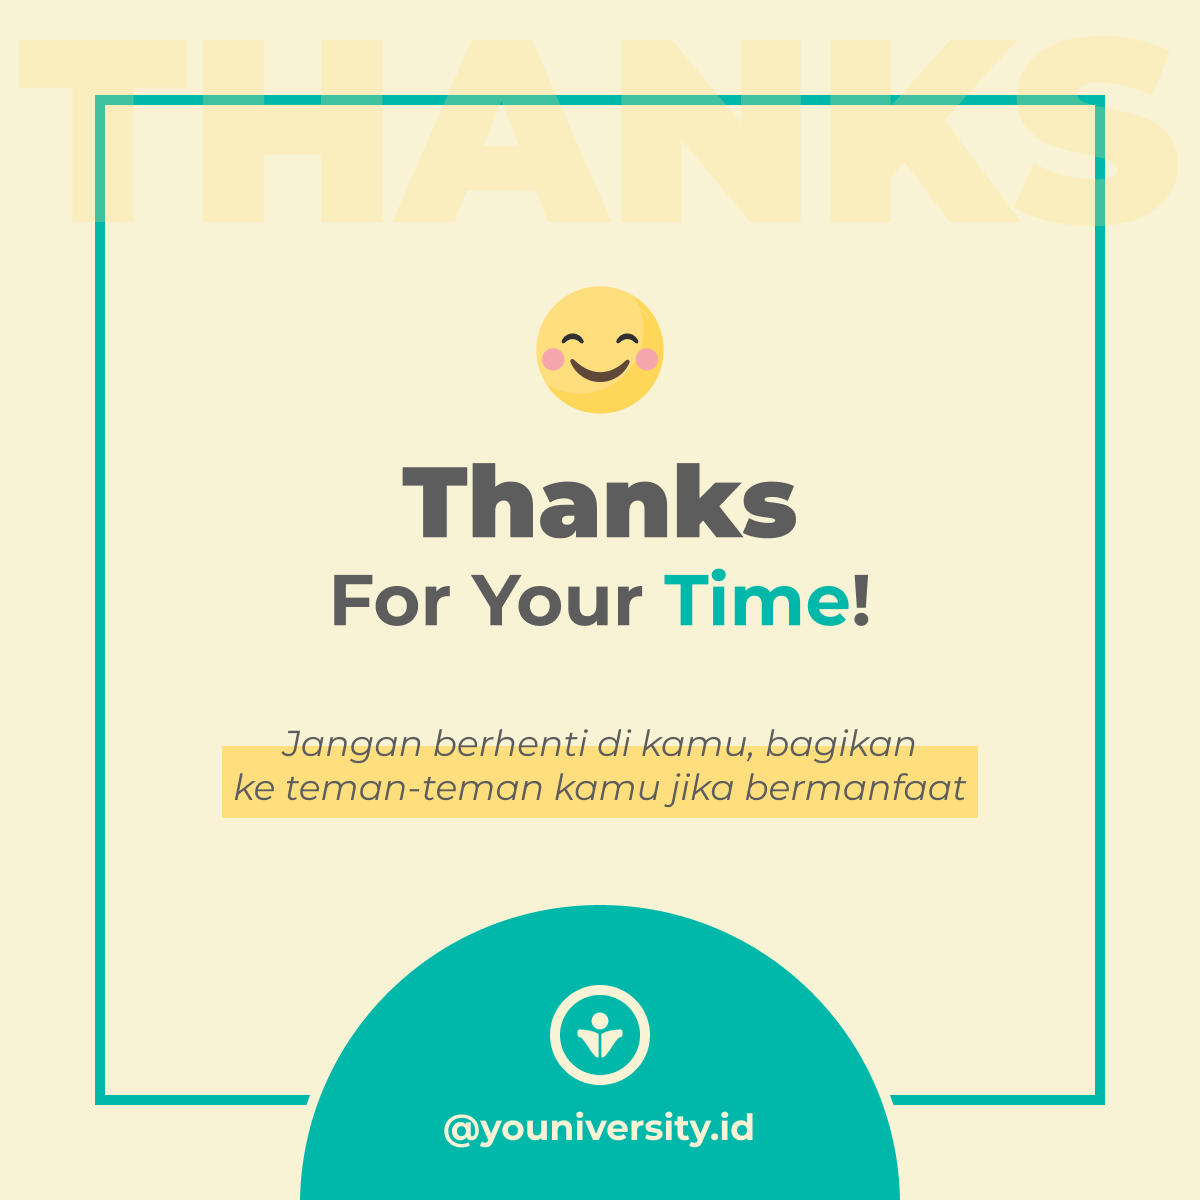 THANKS
Thanks
For Your Time!
Jangan berhenti di kamu, bagikan
ke teman-teman kamu jika bermanfaat
@youniversity.id